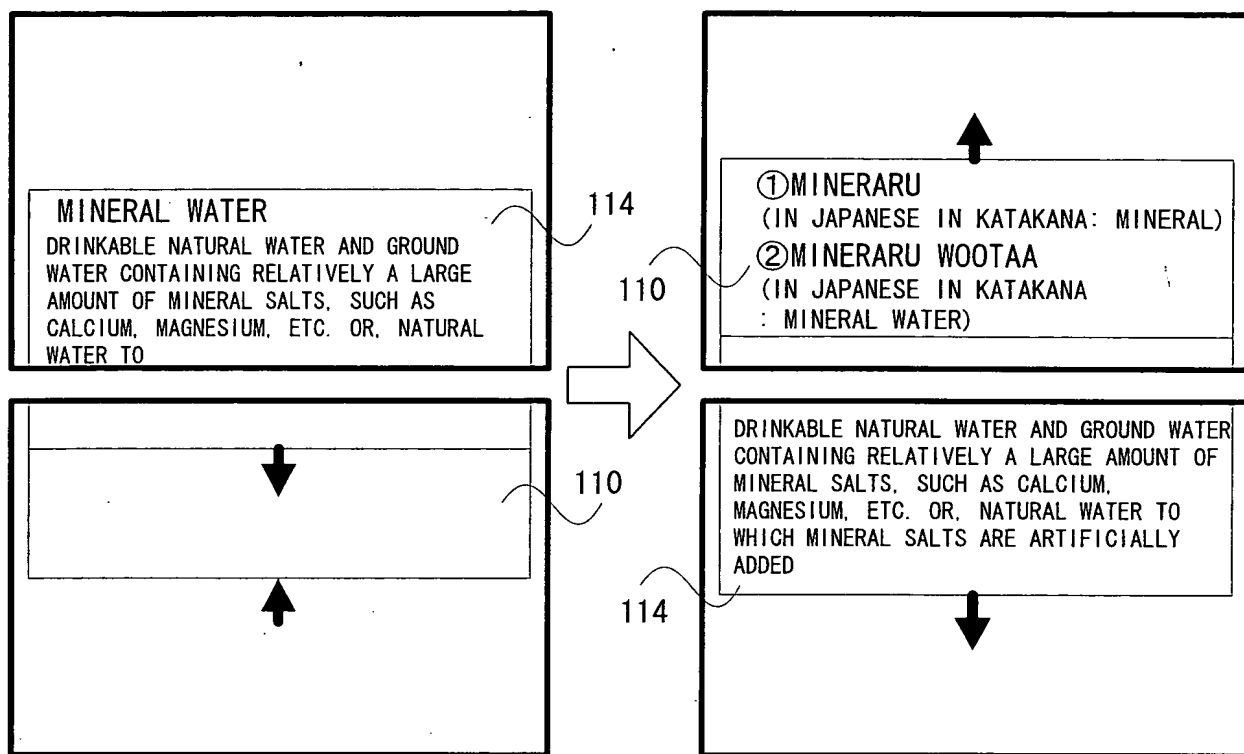 MINERAL WATER
DRINKABLE NATURAL WATER AND GROUND
WATER CONTAINING RELATIVELY A LARGE
AMOUNT OF MINERAL SALTS, SUCH AS
CALCIUM, MAGNESIUM, ETC. OR, NATURAL
WATER TO
114
110
①MINERARU
(IN JAPANESE IN KATAKANA: MINERAL)
②MINERARU WOOTAA
(IN JAPANESE IN KATAKANA
: MINERAL WATER)
110
DRINKABLE NATURAL WATER AND GROUND WATER
CONTAINING RELATIVELY A LARGE AMOUNT OF
MINERAL SALTS, SUCH AS CALCIUM,
MAGNESIUM, ETC. OR, NATURAL WATER TO
WHICH MINERAL SALTS ARE ARTIFICIALLY
ADDED
114